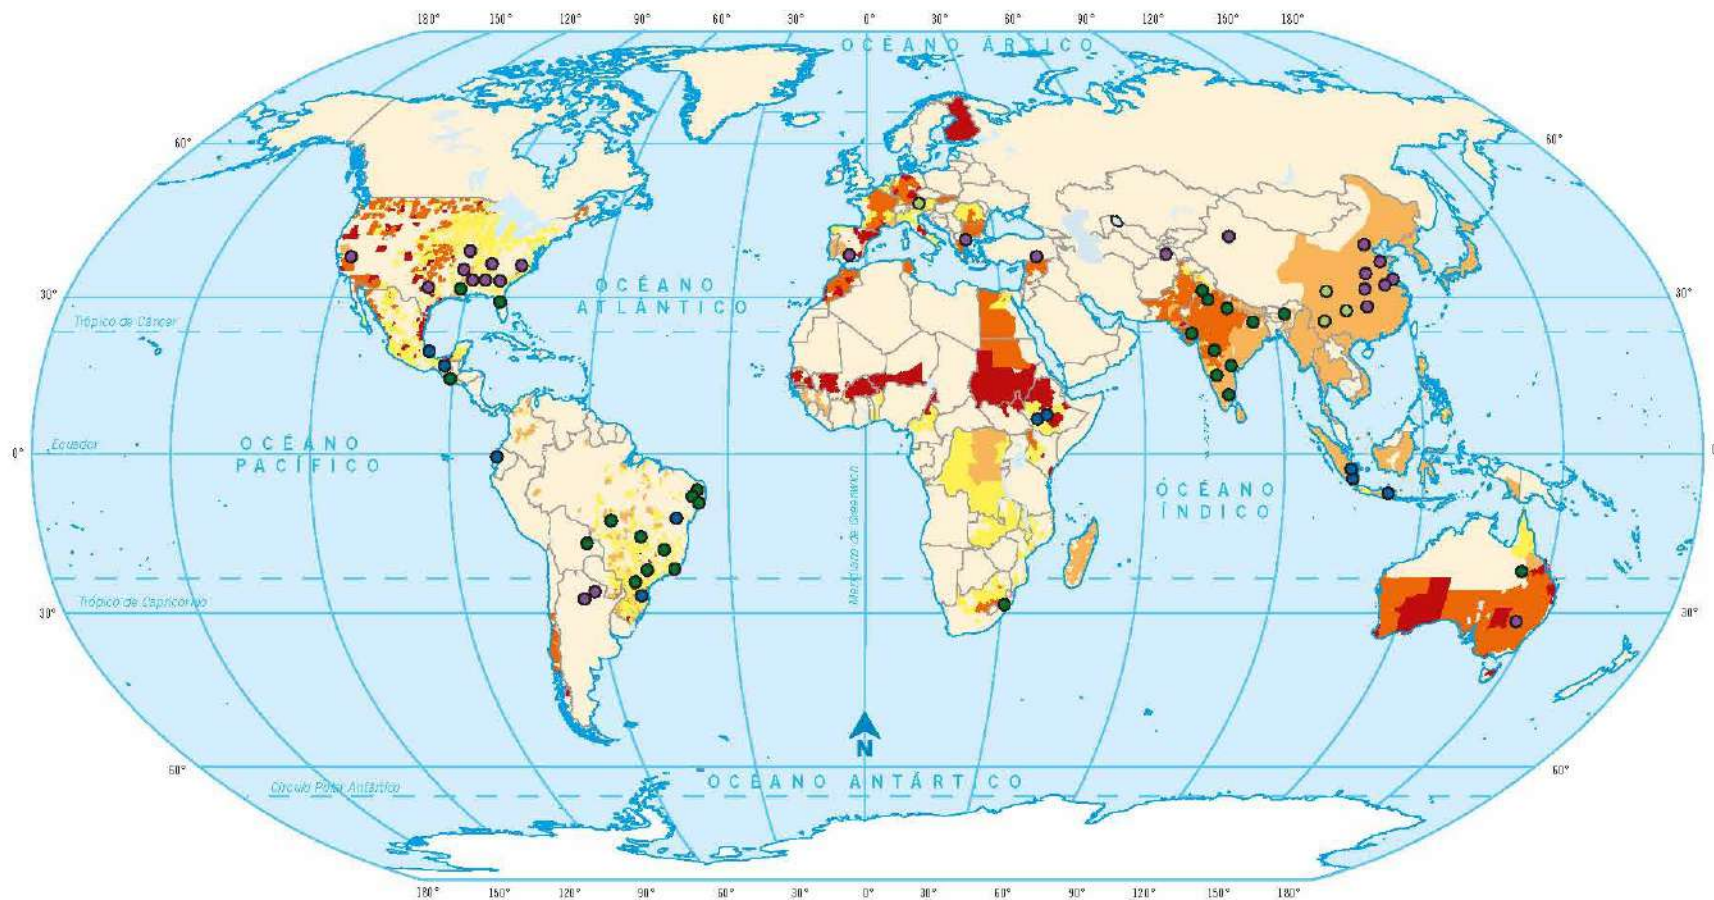 180° 150° 120° 90° 60° 30° 0° 30° 60° 90° 120° 150° 180°
OCÉANO ÁRTICO
60° 60°
OCÉANO
ATLÁNTICO
30° 30°
Trópico de Cáncer
OCÉANO
PACÍFICO
Ecuador
0° 0
Meridiano de Greenwich
OCÉANO
ÍNDICO
Trópico de Capricornio
30° 30°
N
60° 60°
OCÉANO ANTÁRTICO
Círculo Polar Antártico
180° 150° 120° 90° 60° 30° 0° 30° 60° 90° 120° 150° 180°